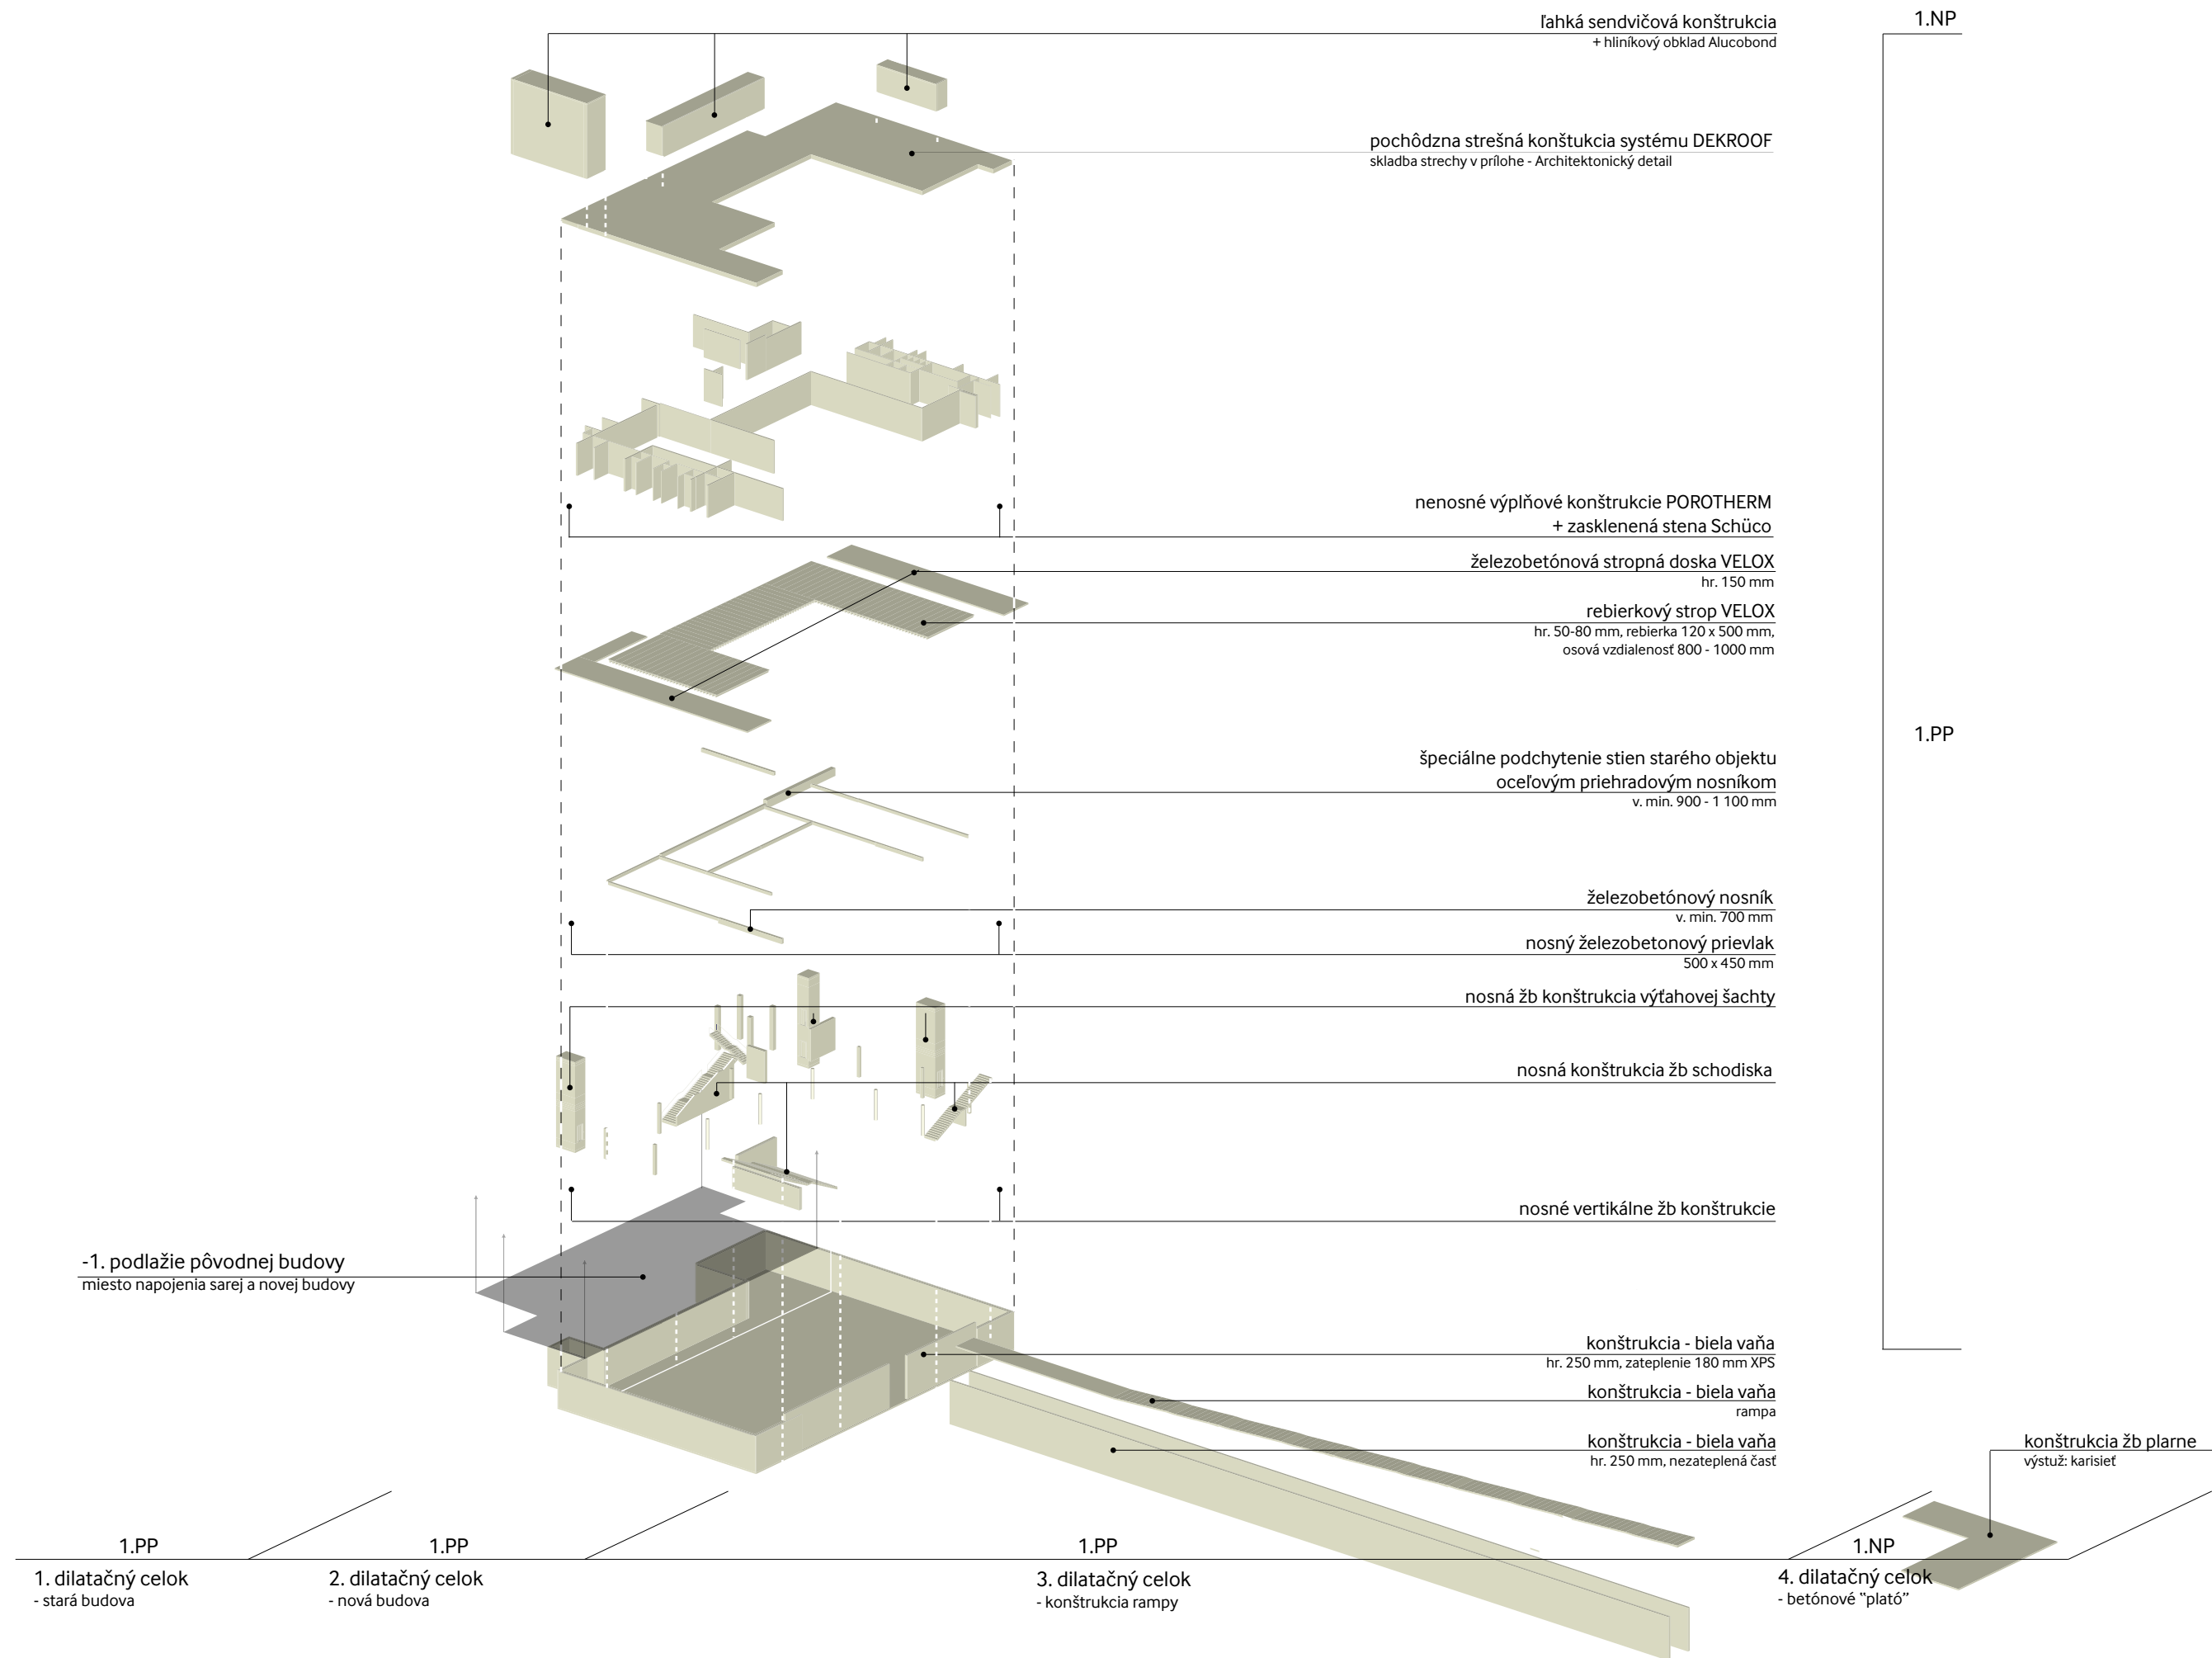 ľahká sendvičová konštrukcia
+ hliníkový obklad Alucobond
1.NP
pochôdzna strešná konštukcia systému DEKROOF
skladba strechy v prílohe - Architektonický detail
nenosné výplňové konštrukcie POROTHERM
+ zasklenená stena Schüco
železobetónová stropná doska VELOX
hr. 150 mm
rebierkový strop VELOX
hr. 50-80 mm, rebierka 120 x 500 mm,
osová vzdialenosť 800 - 1000 mm
1.PP
špeciálne podchytenie stien starého objektu
oceľovým priehradovým nosníkom
v. min. 900 - 1 100 mm
železobetónový nosník
v. min. 700 mm
nosný železobetonový prievlak
500 x 450 mm
nosná žb konštrukcia výťahovej šachty
nosná konštrukcia žb schodiska
nosné vertikálne žb konštrukcie
-1. podlažie pôvodnej budovy
miesto napojenia sarej a novej budovy
konštrukcia - biela vaňa
hr. 250 mm, zateplenie 180 mm XPS
konštrukcia - biela vaňa
rampa
konštrukcia - biela vaňa
hr. 250 mm, nezateplená časť
konštrukcia žb plarne
výstuž: karisieť
1.PP
1. dilatačný celok
- stará budova
1.PP
2. dilatačný celok
- nová budova
1.PP
3. dilatačný celok
- konštrukcia rampy
1.NP
4. dilatačný celok
- betónové "plató"